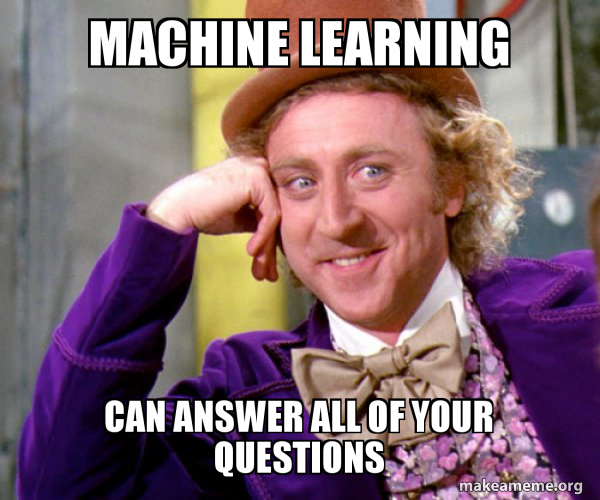 MACHINE LEARNING
CAN ANSWER ALL OF YOUR
QUESTIONS
makeameme.org